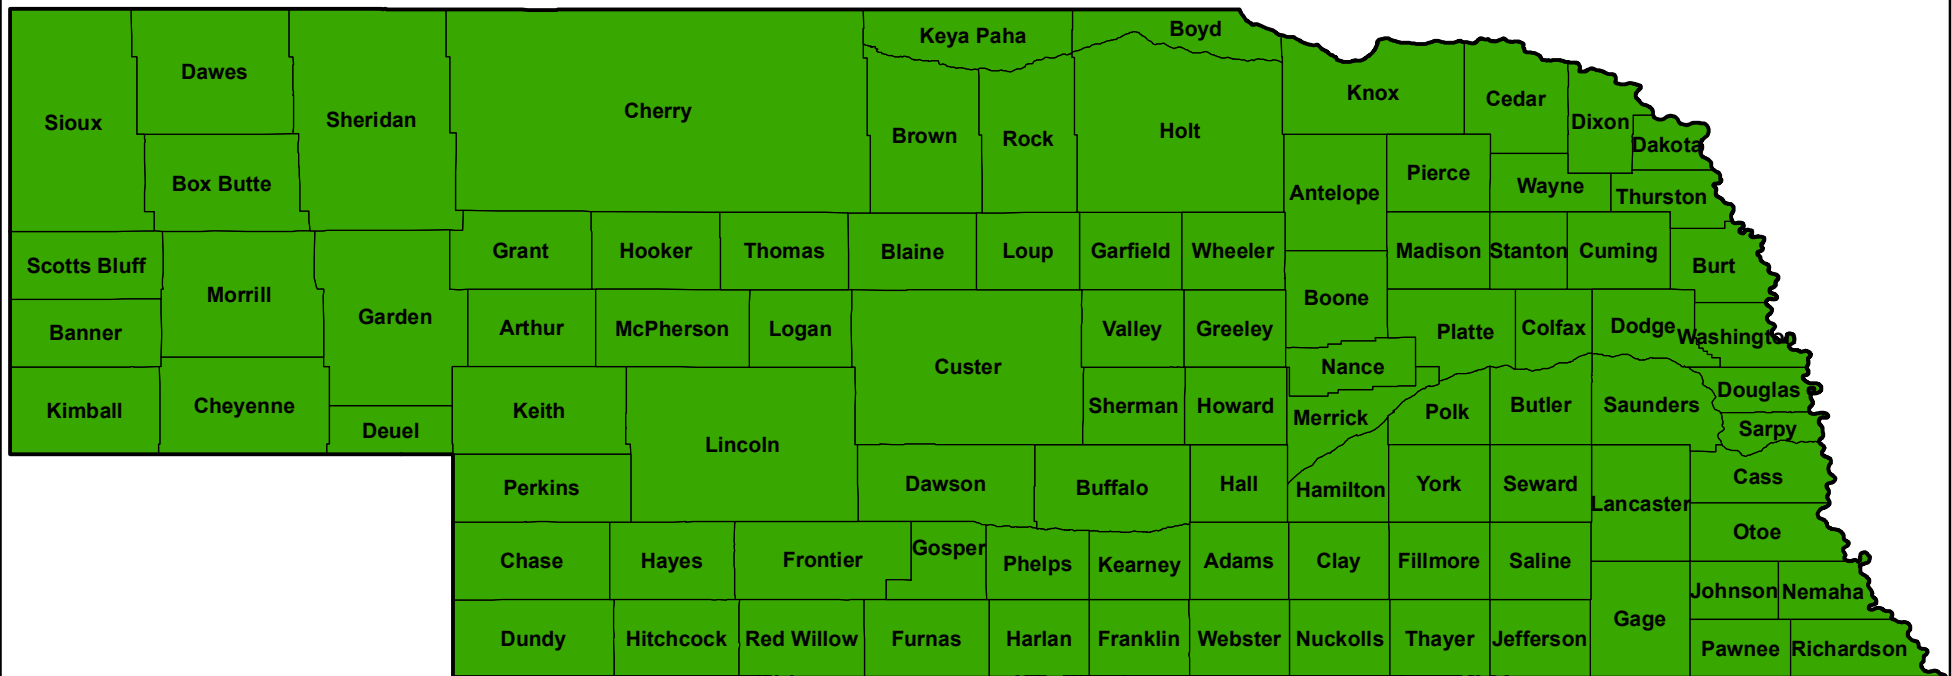 Keya Paha
Boyd
Dawes
Sheridan
Cherry
Sioux
Knox
Cedar
Dixon
Brown
Rock
Holt
Dakota
Box Butte
Antelope
Pierce
Wayne
Thurston
Grant
Hooker
Thomas
Blaine
Loup
Garfield
Wheeler
Madison
Stanton
Cuming
Burt
Scotts Bluff
Morrill
Garden
Boone
Banner
Arthur
McPherson
Logan
Valley
Greeley
Platte
Colfax
Dodge
Washington
Custer
Nance
Kimball
Cheyenne
Deuel
Keith
Lincoln
Sherman
Howard
Merrick
Polk
Butler
Saunders
Douglas
Sarpy
Perkins
Dawson
Buffalo
Hall
Hamilton
York
Seward
Lancaster
Cass
Otoe
Chase
Hayes
Frontier
Gosper
Phelps
Kearney
Adams
Clay
Fillmore
Saline
Johnson
Nemaha
Gage
Dundy
Hitchcock
Red Willow
Furnas
Harlan
Franklin
Webster
Nuckolls
Thayer
Jefferson
Pawnee
Richardson